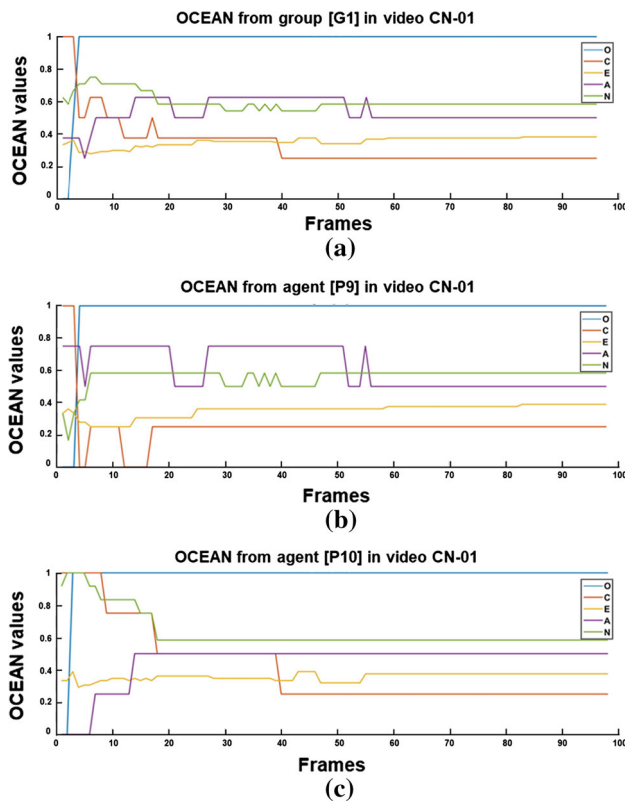 OCEAN from group [G1] in video CN-01
OCEAN values
1
0.8
0.6
0.4
0.2
0
0 10 20 30 40 50 60 70 80 90 100
O
C
E
A
N
Frames
(a)
OCEAN from agent [P9] in video CN-01
OCEAN values
1
0.8
0.6
0.4
0.2
0
0 10 20 30 40 50 60 70 80 90 100
O
C
E
A
N
Frames
(b)
OCEAN from agent [P10] in video CN-01
OCEAN values
1
0.8
0.6
0.4
0.2
0
0 10 20 30 40 50 60 70 80 90 100
O
C
E
A
N
Frames
(c)